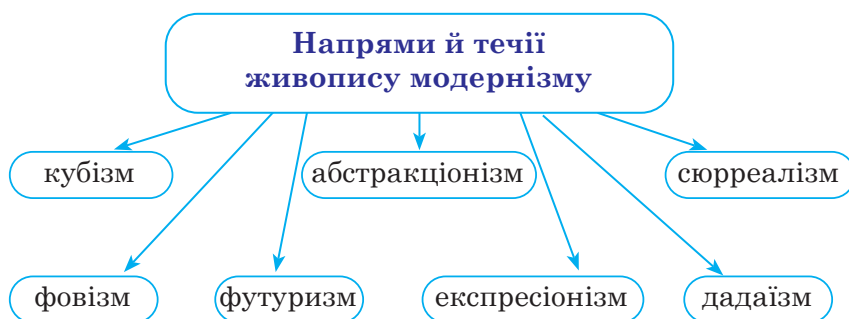 Напрями й течії
живопису модернізму
кубізм
абстракціонізм
сюрреалізм
фовізм
футуризм
експресіонізм
дадаїзм